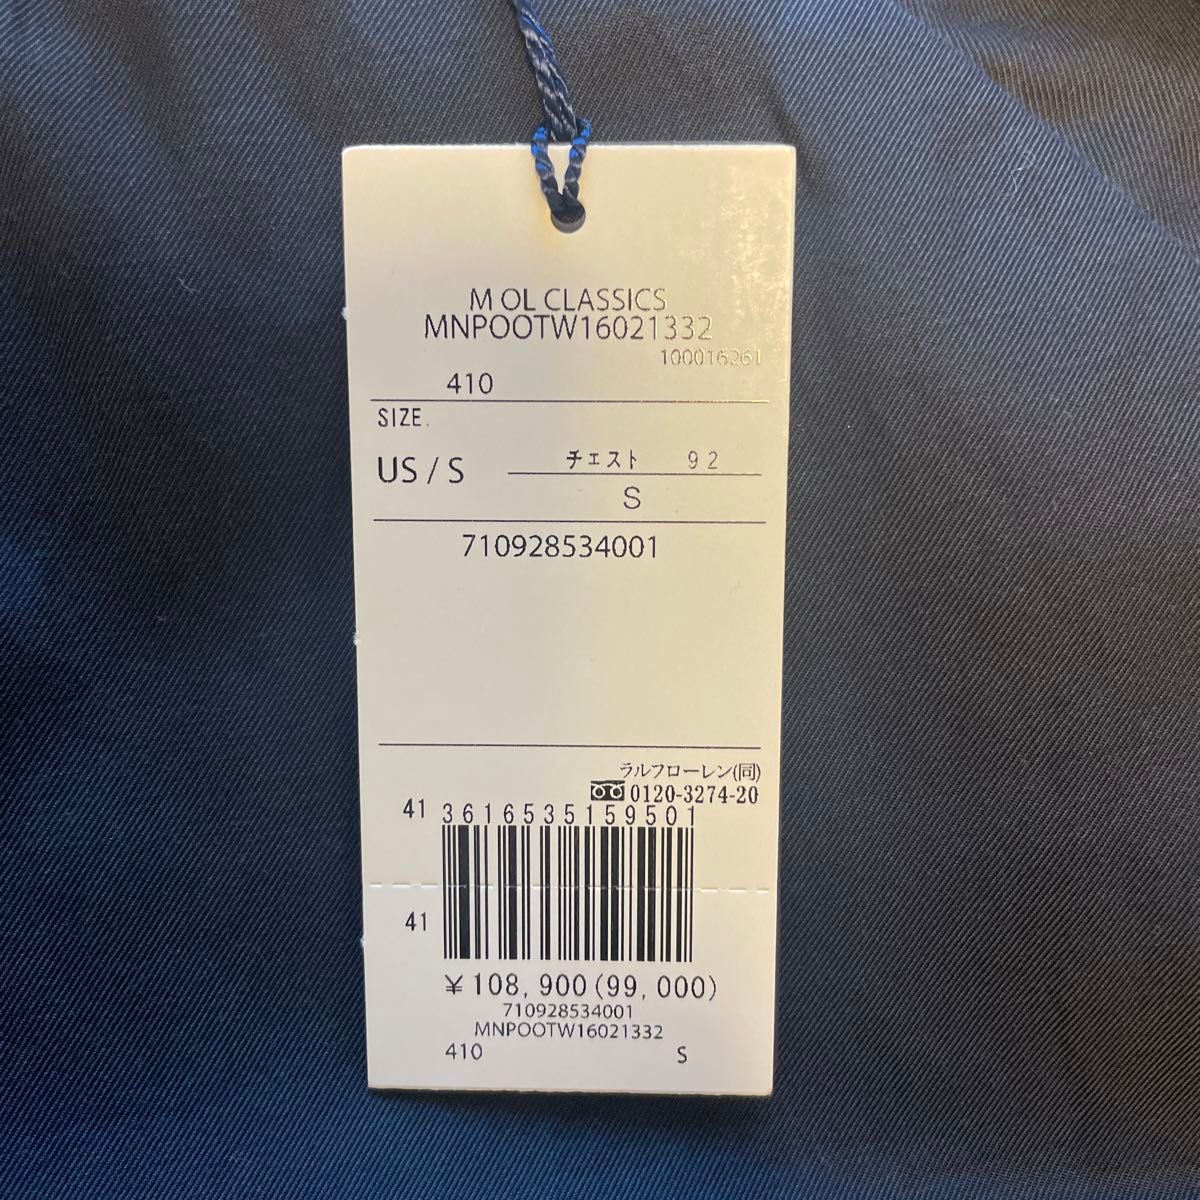 M OL CLASSICS
MNPOOTW16021332
100016261
410
SIZE.
US / S
チェスト 92
S
710928534001
ラルフローレン(同)
0120-3274-20
41 3616535159501
41
¥108,900(99,000)
710928534001
MNPOOTW16021332
410 S